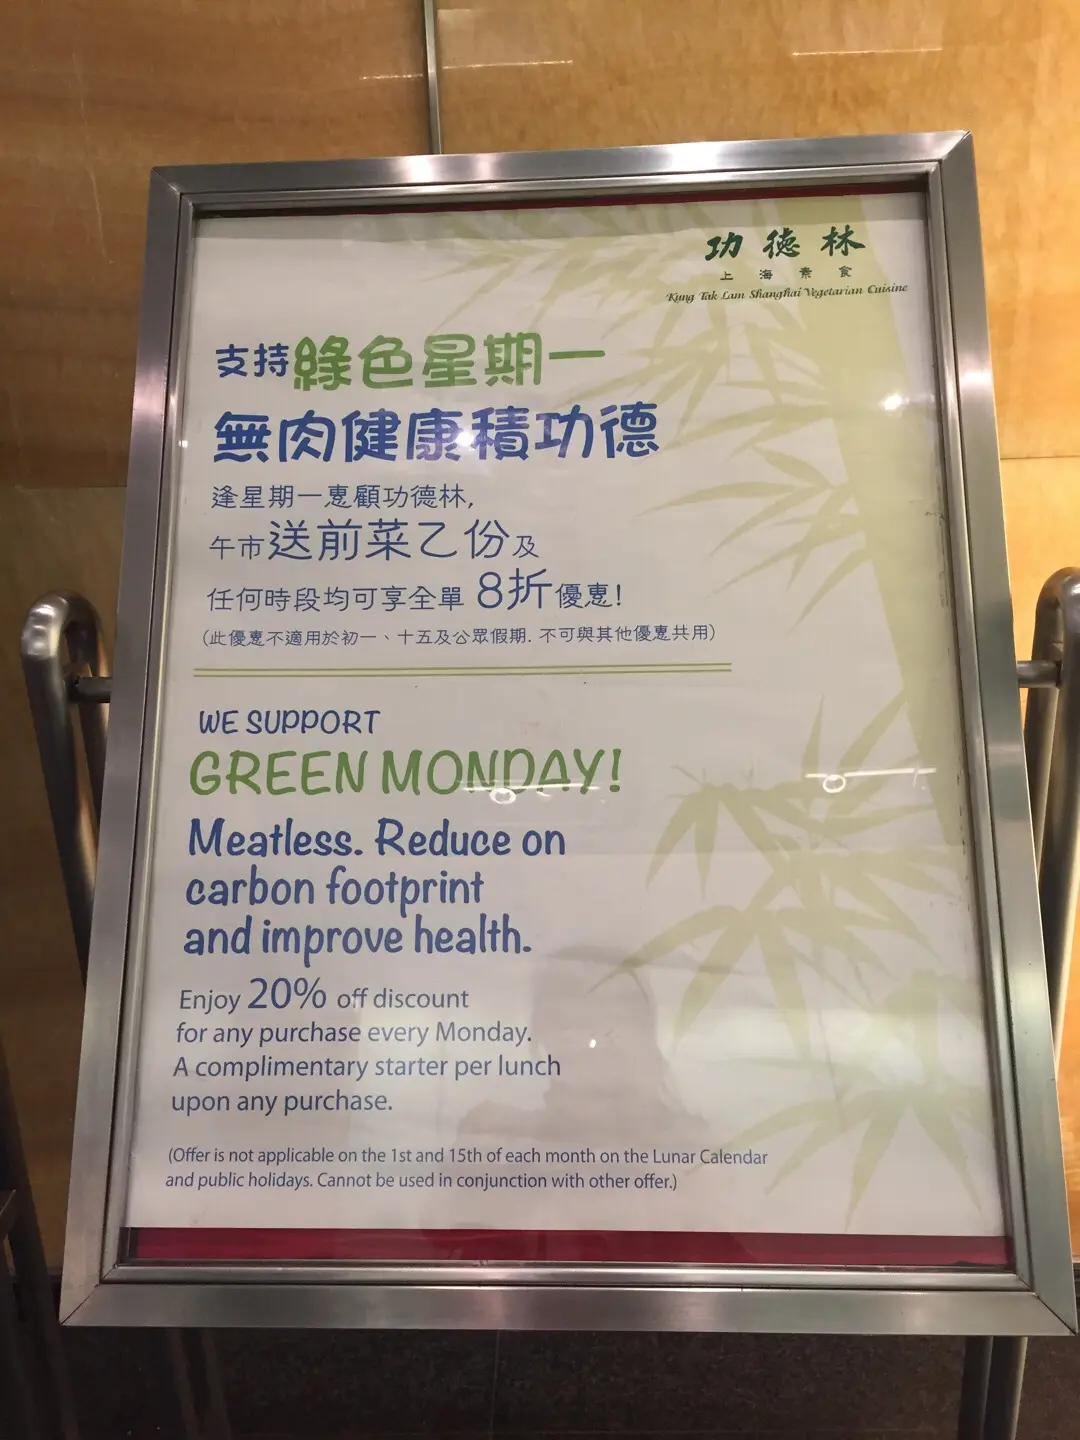 功德林
上海素食
Kung Tak Lam Shanghai Vegetarian Cuisine
支持綠色星期一
無肉健康積功德
逢星期一惠顧功德林,
午市送前菜乙份及
任何時段均可享全單 8折優惠!
(此優惠不適用於初一、十五及公眾假期. 不可與其他優惠共用)
WE SUPPORT
GREEN MONDAY!
Meatless. Reduce on
carbon footprint
and improve health.
Enjoy 20% off discount
for any purchase every Monday.
A complimentary starter per lunch
upon any purchase.
(Offer is not applicable on the 1st and 15th of each month on the Lunar Calendar
and public holidays. Cannot be used in conjunction with other offer.)